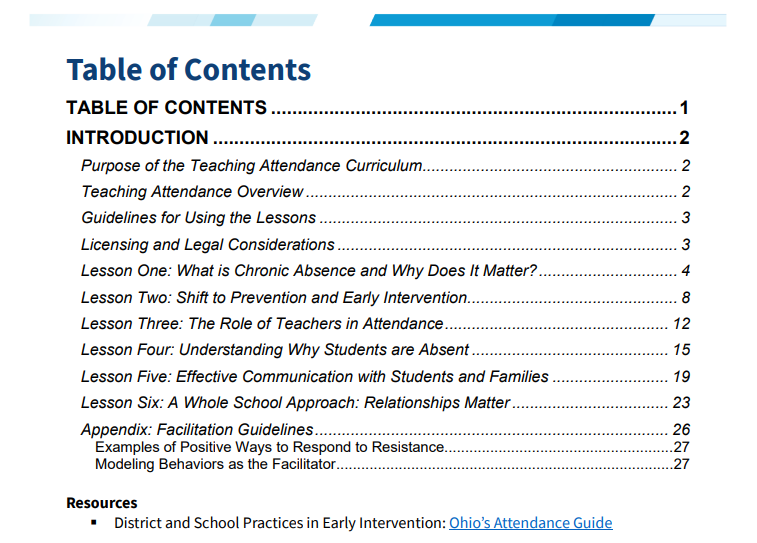 Table of Contents
TABLE OF CONTENTS ........................................................................... 1
INTRODUCTION ...................................................................................... 2
Purpose of the Teaching Attendance Curriculum................................................... 2
Teaching Attendance Overview ........................................................................... 2
Guidelines for Using the Lessons ........................................................................ 3
Licensing and Legal Considerations .................................................................... 3
Lesson One: What is Chronic Absence and Why Does It Matter? ........................... 4
Lesson Two: Shift to Prevention and Early Intervention.......................................... 8
Lesson Three: The Role of Teachers in Attendance .............................................. 12
Lesson Four: Understanding Why Students are Absent ......................................... 15
Lesson Five: Effective Communication with Students and Families ....................... 19
Lesson Six: A Whole School Approach: Relationships Matter ................................. 23
Appendix: Facilitation Guidelines ......................................................................... 26
Examples of Positive Ways to Respond to Resistance.......................................................27
Modeling Behaviors as the Facilitator.................................................................................27
Resources
▪ District and School Practices in Early Intervention: Ohio’s Attendance Guide